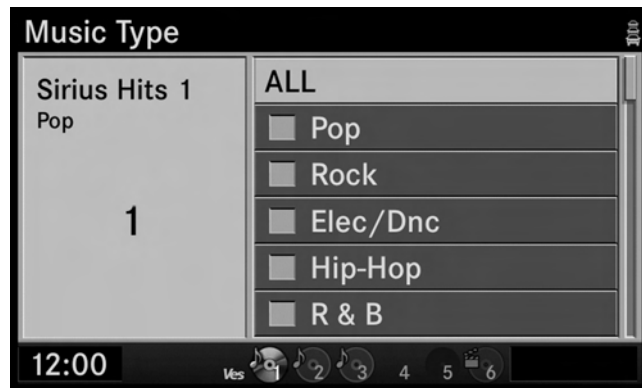 Music Type
Sirius Hits 1
Pop
1
ALL
Pop
Rock
Elec/Dnc
Hip-Hop
R & B
12:00
Ves 1 2 3 4 5 6